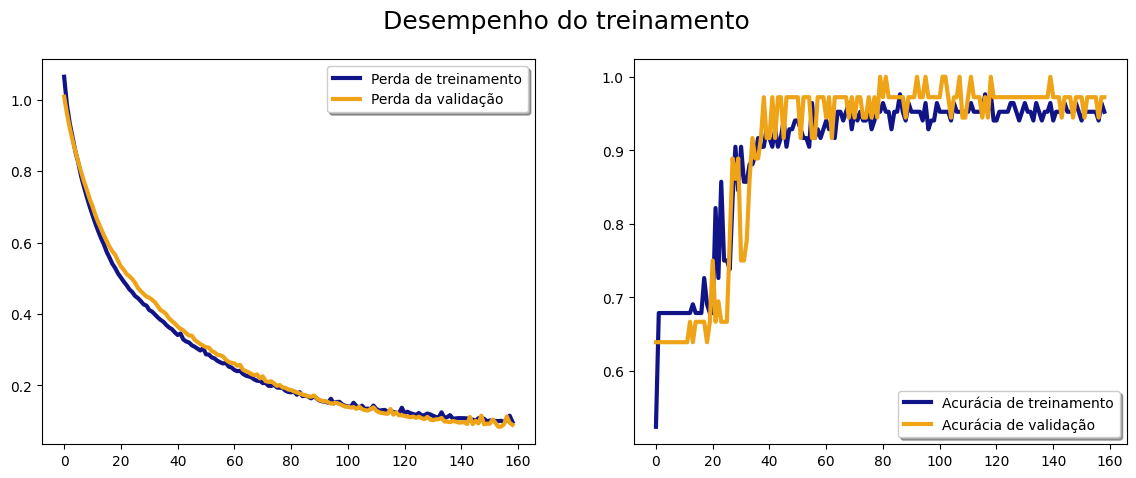 Desempenho do treinamento
Perda de treinamento
Perda da validação
1.0
0.8
0.6
0.4
0.2
0 20 40 60 80 100 120 140 160
1.0
0.9
0.8
0.7
0.6
Acurácia de treinamento
Acurácia de validação
0 20 40 60 80 100 120 140 160